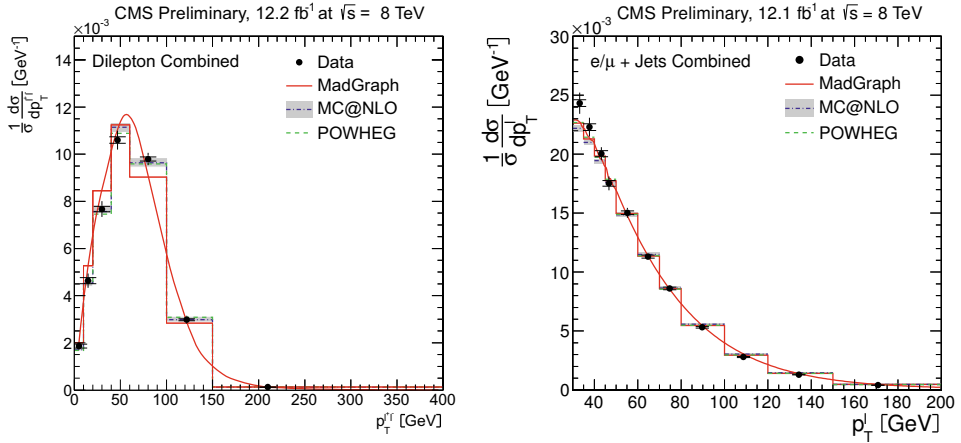 CMS Preliminary, 12.2 fb⁻¹ at √s = 8 TeV
×10⁻³
1/σ dσ/dp_T^{l⁺l⁻} [GeV⁻¹]
14
12
10
8
6
4
2
0
Dilepton Combined
Data
MadGraph
MC@NLO
POWHEG
0 50 100 150 200 250 300 350 400
p_T^{l⁺l⁻} [GeV]
CMS Preliminary, 12.1 fb⁻¹ at √s = 8 TeV
×10⁻³
1/σ dσ/dp_T^l [GeV⁻¹]
30
25
20
15
10
5
0
e/μ + Jets Combined
Data
MadGraph
MC@NLO
POWHEG
40 60 80 100 120 140 160 180 200
p_T^l [GeV]